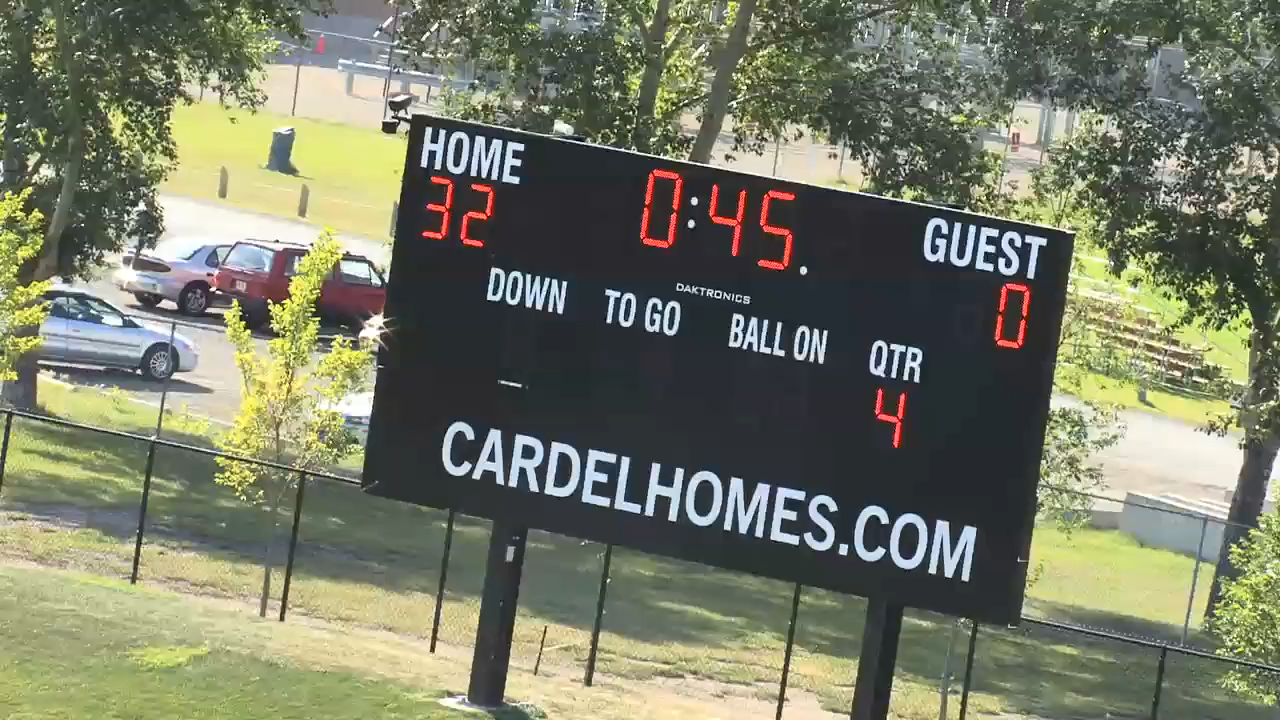 HOME 0:45. GUEST
32 0
DAKTRONICS
DOWN TO GO BALL ON QTR
4
CARDELHOMES.COM